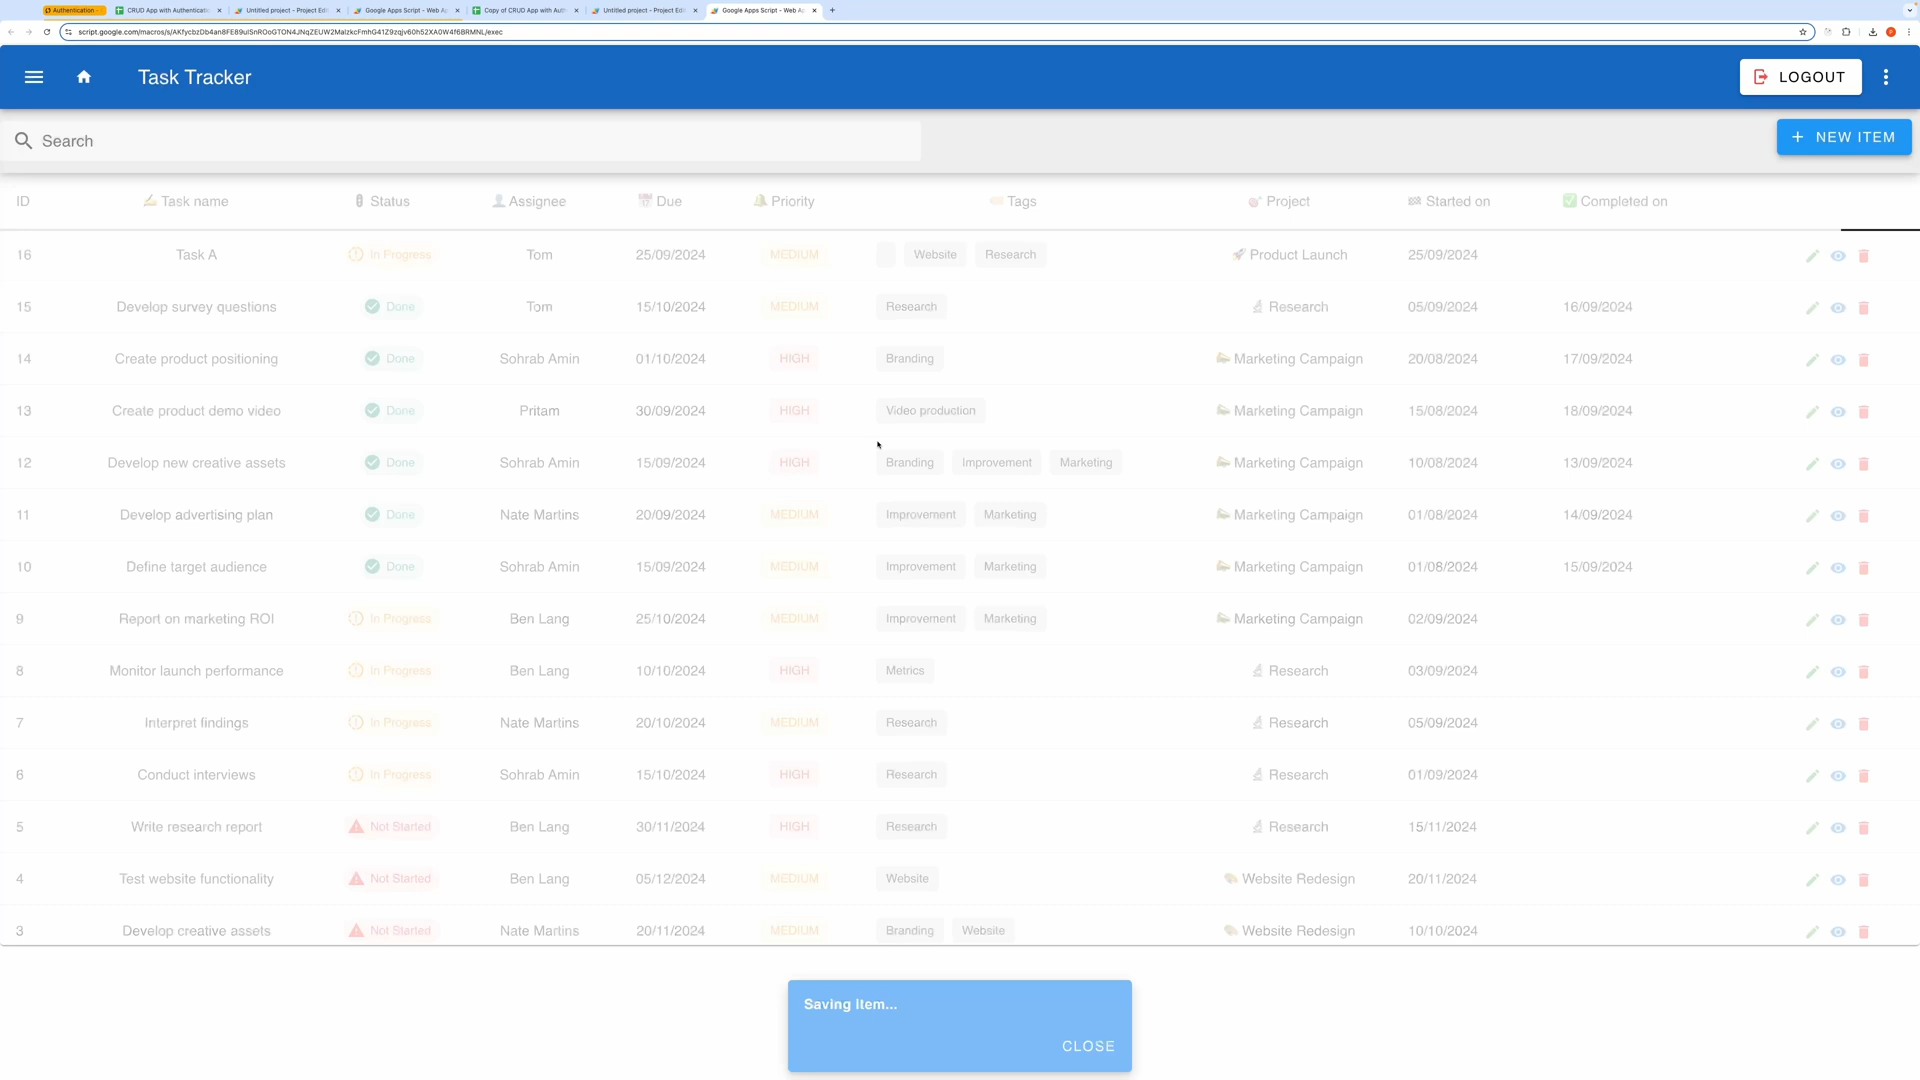 Authentication -
CRUD App with Authenticati
Untitled project - Project Edi
Google Apps Script - Web Ap
Copy of CRUD App with Auth
Untitled project - Project Edi
Google Apps Script - Web Ap
Task Tracker
LOGOUT
Search
+ NEW ITEM
ID Task name Status Assignee Due Priority Tags Project Started on Completed on
16 Task A In Progress Tom 25/09/2024 MEDIUM Website Research Product Launch 25/09/2024
15 Develop survey questions Done Tom 15/10/2024 MEDIUM Research Research 05/09/2024 16/09/2024
14 Create product positioning Done Sohrab Amin 01/10/2024 HIGH Branding Marketing Campaign 20/08/2024 17/09/2024
13 Create product demo video Done Pritam 30/09/2024 HIGH Video production Marketing Campaign 15/08/2024 18/09/2024
12 Develop new creative assets Done Sohrab Amin 15/09/2024 HIGH Branding Improvement Marketing Marketing Campaign 10/08/2024 13/09/2024
11 Develop advertising plan Done Nate Martins 20/09/2024 MEDIUM Improvement Marketing Marketing Campaign 01/08/2024 14/09/2024
10 Define target audience Done Sohrab Amin 15/09/2024 MEDIUM Improvement Marketing Marketing Campaign 01/08/2024 15/09/2024
9 Report on marketing ROI In Progress Ben Lang 25/10/2024 MEDIUM Improvement Marketing Marketing Campaign 02/09/2024
8 Monitor launch performance In Progress Ben Lang 10/10/2024 HIGH Metrics Research 03/09/2024
7 Interpret findings In Progress Nate Martins 20/10/2024 MEDIUM Research Research 05/09/2024
6 Conduct interviews In Progress Sohrab Amin 15/10/2024 HIGH Research Research 01/09/2024
5 Write research report Not Started Ben Lang 30/11/2024 HIGH Research Research 15/11/2024
4 Test website functionality Not Started Ben Lang 05/12/2024 MEDIUM Website Website Redesign 20/11/2024
3 Develop creative assets Not Started Nate Martins 20/11/2024 MEDIUM Branding Website Website Redesign 10/10/2024
Saving item...
CLOSE